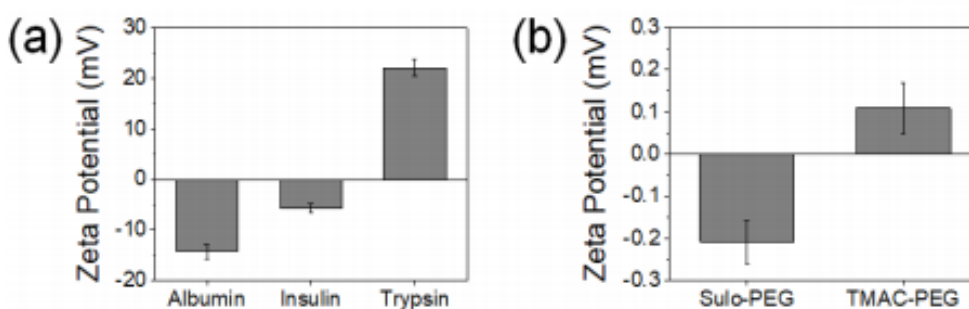 (a)
Zeta Potential (mV)
30
20
10
0
-10
-20
Albumin Insulin Trypsin
(b)
Zeta Potential (mV)
0.3
0.2
0.1
0.0
-0.1
-0.2
-0.3
Sulo-PEG TMAC-PEG